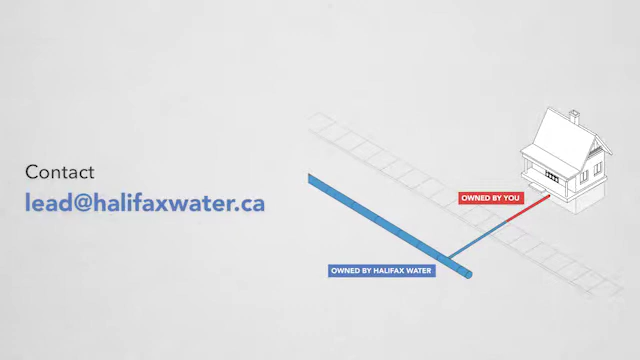 Contact
lead@halifaxwater.ca
OWNED BY YOU
OWNED BY HALIFAX WATER